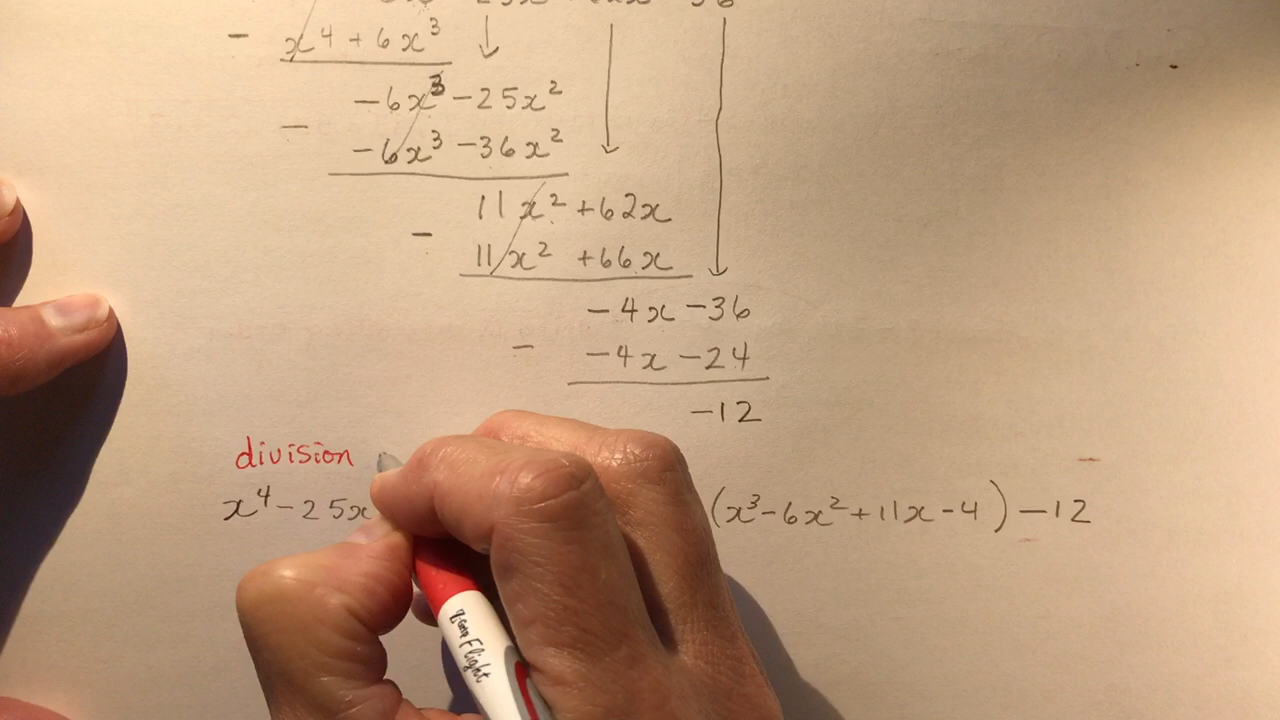 - x⁴ + 6x³
-6x³ -25x²
- -6x³ -36x²
11x² +62x
- 11x² +66x
-4x -36
- -4x -24
-12
division
x⁴-25x (x³-6x²+11x-4) -12
Z-Grip Flight